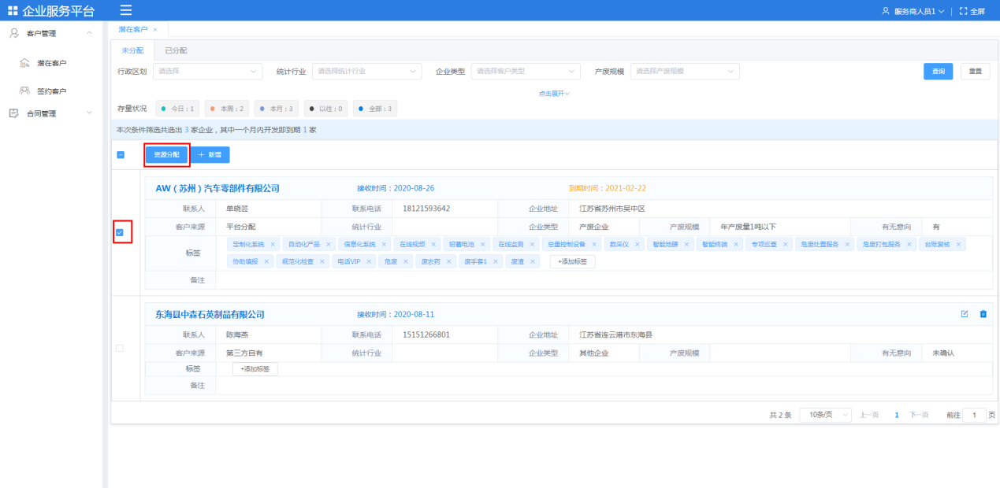 企业服务平台 服务商人员1 | 全屏
客户管理
潜在客户
签约客户
合同管理
潜在客户 ×
未分配 已分配
行政区划 请选择 统计行业 请选择统计行业 企业类型 请选择客户类型 产废规模 请选择产废规模 查询 重置
点击展开
存量状况 今日：1 本周：2 本月：3 以往：0 全部：3
本次条件筛选共选出 3 家企业，其中一个月内开发即到期 1 家
资源分配 + 新增
AW（苏州）汽车零部件有限公司 接收时间：2020-08-26 到期时间：2021-02-22
联系人 单晓芸 联系电话 18121593642 企业地址 江苏省苏州市吴中区
客户来源 平台分配 统计行业 企业类型 产废企业 产废规模 年产废量1吨以下 有无意向 有
标签 定制化系统 × 自动化产品 × 信息化系统 × 在线视频 × 铅蓄电池 × 在线监测 × 总量控制设备 × 数采仪 × 智能地磅 × 智能终端 × 专项巡查 × 危废处置服务 × 危废打包服务 × 台账复核 ×
协助填报 × 规范化检查 × 电话VIP × 危废 × 废农药 × 废手套1 × 废渣 × +添加标签
备注
东海县中森石英制品有限公司 接收时间：2020-08-11
联系人 陈海燕 联系电话 15151266801 企业地址 江苏省连云港市东海县
客户来源 第三方自有 统计行业 企业类型 其他企业 产废规模 有无意向 未确认
标签 +添加标签
备注
共 2 条 10条/页 上一页 1 下一页 前往 1 页